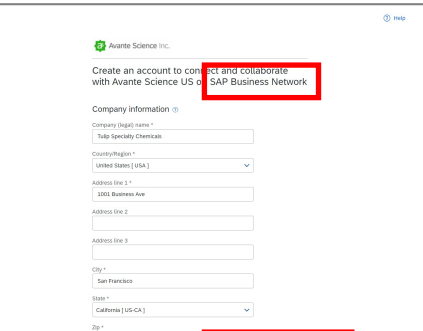 Help
Avante Science Inc.
Create an account to connect and collaborate
with Avante Science US on SAP Business Network
Company information
Company (legal) name *
Tulip Specialty Chemicals
Country/Region *
United States [ USA ]
Address line 1 *
1001 Business Ave
Address line 2
Address line 3
City *
San Francisco
State *
California [ US-CA ]
Zip *